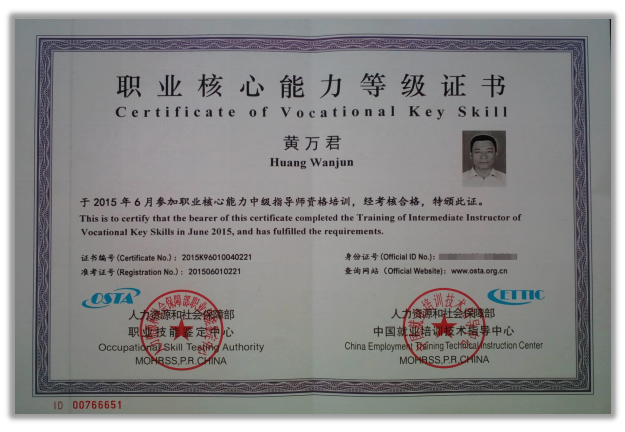 职业核心能力等级证书
Certificate of Vocational Key Skill
黄万君
Huang Wanjun
于2015年6月参加职业核心能力中级指导师资格培训，经考核合格，特颁此证。
This is to certify that the bearer of this certificate completed the Training of Intermediate Instructor of
Vocational Key Skills in June 2015, and has fulfilled the requirements.
证书编号(Certificate No.)：2015K96010040221
准考证号(Registration No.)：201506010221
身份证号(Official ID No.)：
查询网站（Official Website)：www.osta.org.cn
OSTA
人力资源和社会保障部
职业技能鉴定中心
Occupational Skill Testing Authority
MOHRSS,P.R.CHINA
CETTIC
人力资源和社会保障部
中国就业培训技术指导中心
China Employment Training Technical Instruction Center
MOHRSS,P.R.CHINA
ID 00766651